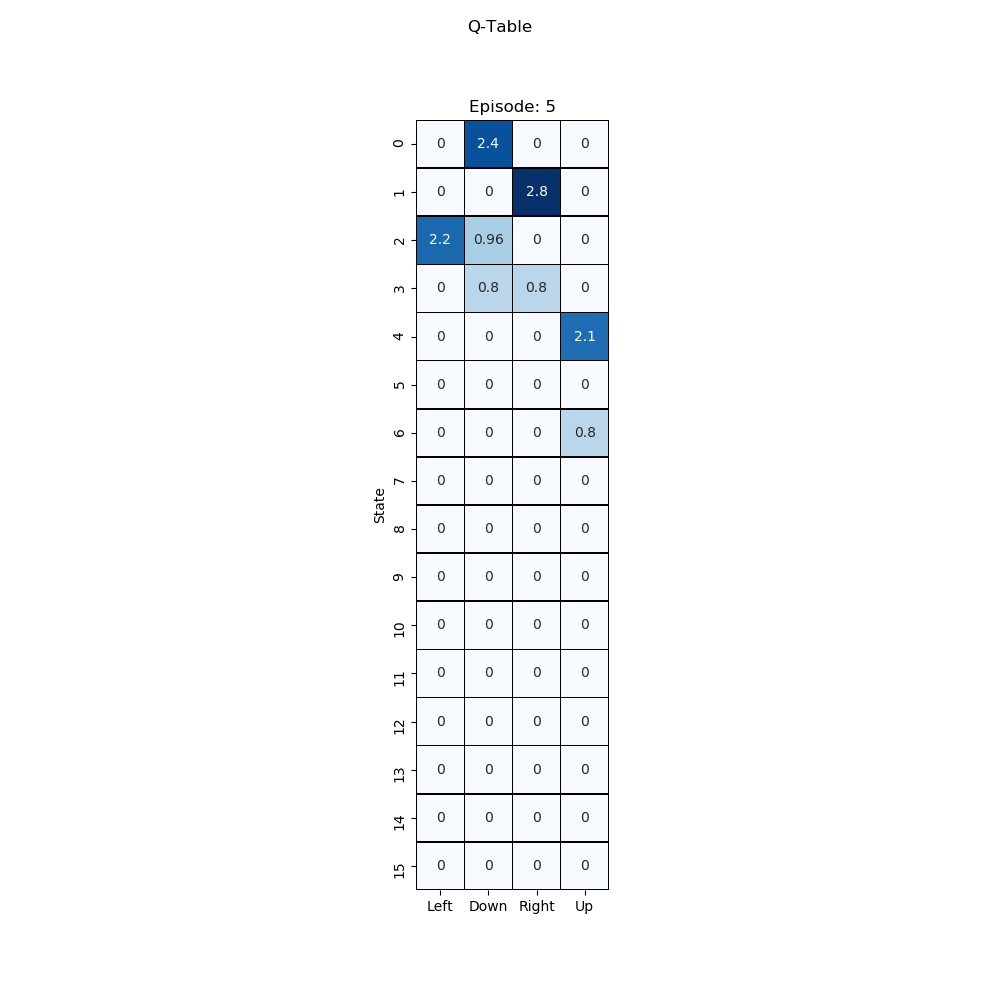 Q-Table
Episode: 5
0 0 2.4 0 0
1 0 0 2.8 0
2 2.2 0.96 0 0
3 0 0.8 0.8 0
4 0 0 0 2.1
5 0 0 0 0
6 0 0 0 0.8
7 0 0 0 0
State
8 0 0 0 0
9 0 0 0 0
10 0 0 0 0
11 0 0 0 0
12 0 0 0 0
13 0 0 0 0
14 0 0 0 0
15 0 0 0 0
Left Down Right Up